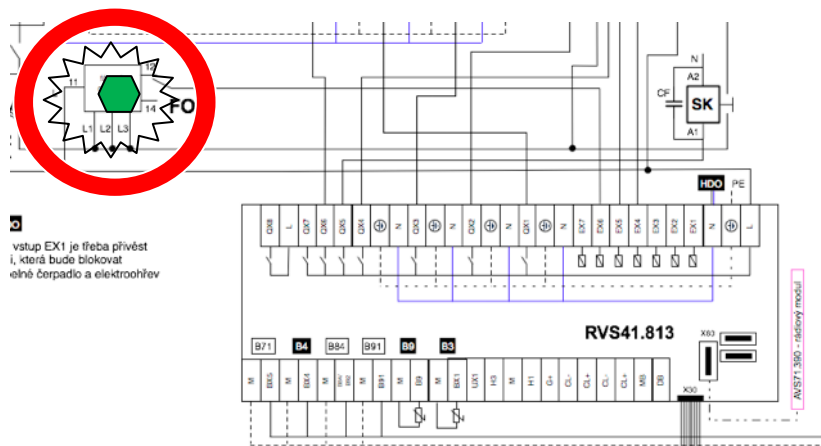 12
11
14
FO
L1 L2 L3
N
A2
CF
SK
A1
HDO PE
QX8 L QX7 QX6 QX5 QX4 N QX3 N QX2 N QX1 N EX7 EX6 EX5 EX4 EX3 EX2 EX1 N L
vstup EX1 je třeba přivést
i, která bude blokovat
pelné čerpadlo a elektroohřev
RVS41.813
AVS71.390 - rádiový modul
X60
B71 B4 B84 B91 B9 B3
M BX5 M BX4 M M B91 M B9 M BX1 UX1 H3 M H1 G+ CL- CL+ CL- CL+ MB DB
X30